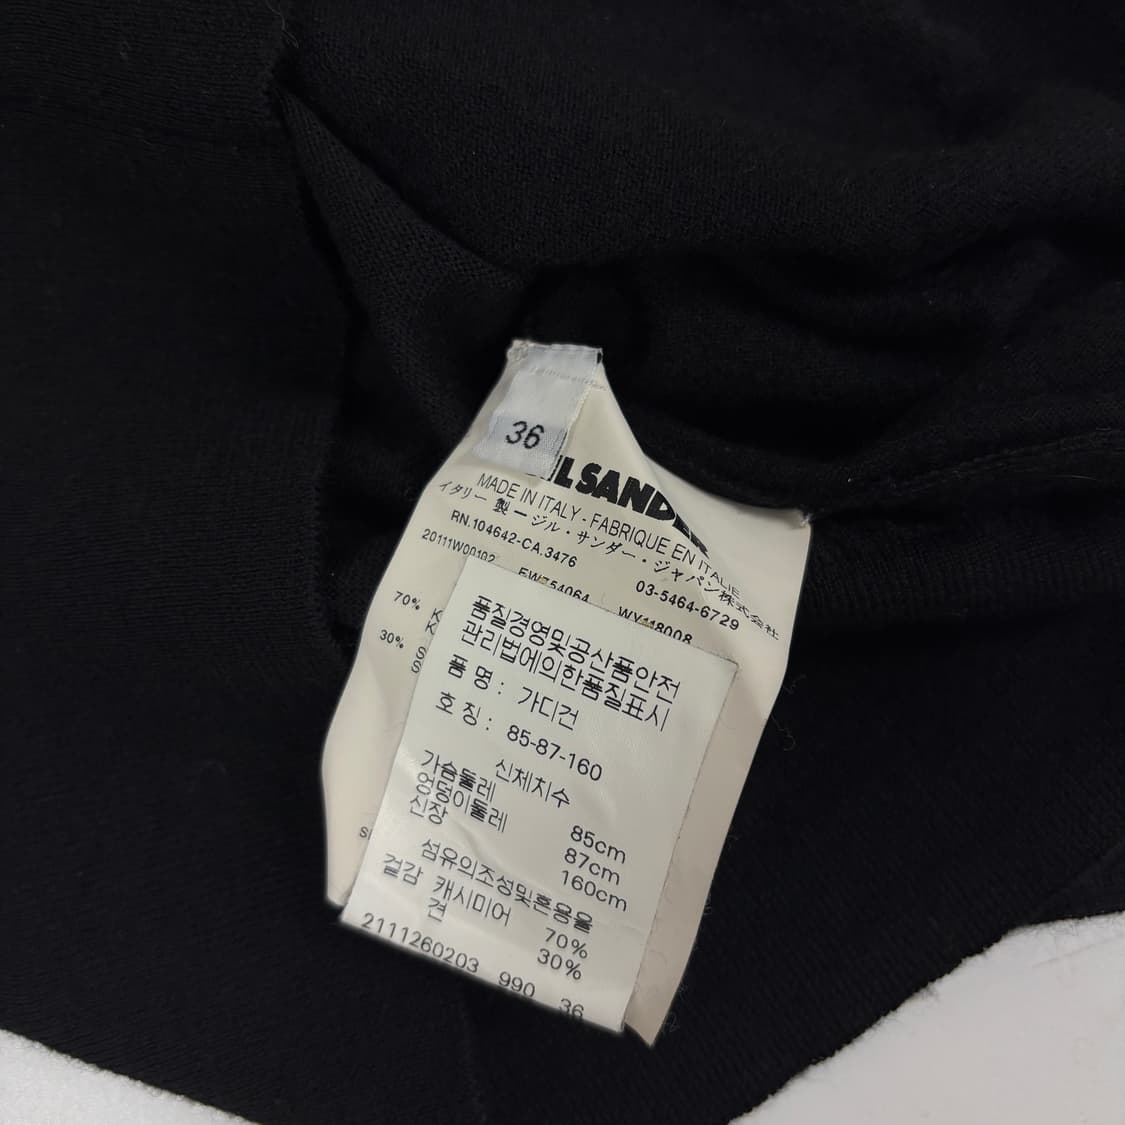 36
JIL SANDER
MADE IN ITALY - FABRIQUE EN ITALIE
イタリー 製 ージル・サンダー・ジャパン株式会社
RN.104642-CA.3476 03-5464-6729
20111W00102 EW754064 WY118008
70% K
K
30% S
S
품질경영및공산품안전
관리법에의한품질표시
품 명 : 가디건
호 칭 : 85-87-160
신체치수
가슴둘레 85cm
엉덩이둘레 87cm
신장 160cm
섬유의조성및혼용율
겉감 캐시미어 70%
견 30%
2111260203 990 36